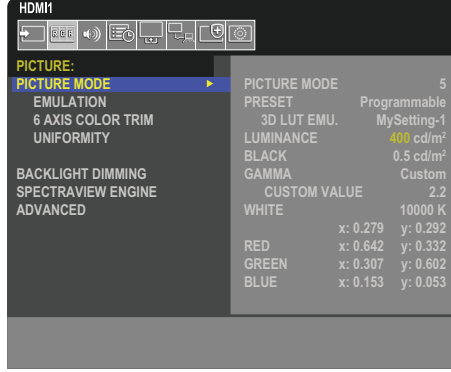 HDMI1
RGB
PICTURE:
PICTURE MODE
EMULATION
6 AXIS COLOR TRIM
UNIFORMITY
BACKLIGHT DIMMING
SPECTRAVIEW ENGINE
ADVANCED
PICTURE MODE 5
PRESET Programmable
3D LUT EMU. MySetting-1
LUMINANCE 400 cd/m²
BLACK 0.5 cd/m²
GAMMA Custom
CUSTOM VALUE 2.2
WHITE 10000 K
x: 0.279 y: 0.292
RED x: 0.642 y: 0.332
GREEN x: 0.307 y: 0.602
BLUE x: 0.153 y: 0.053